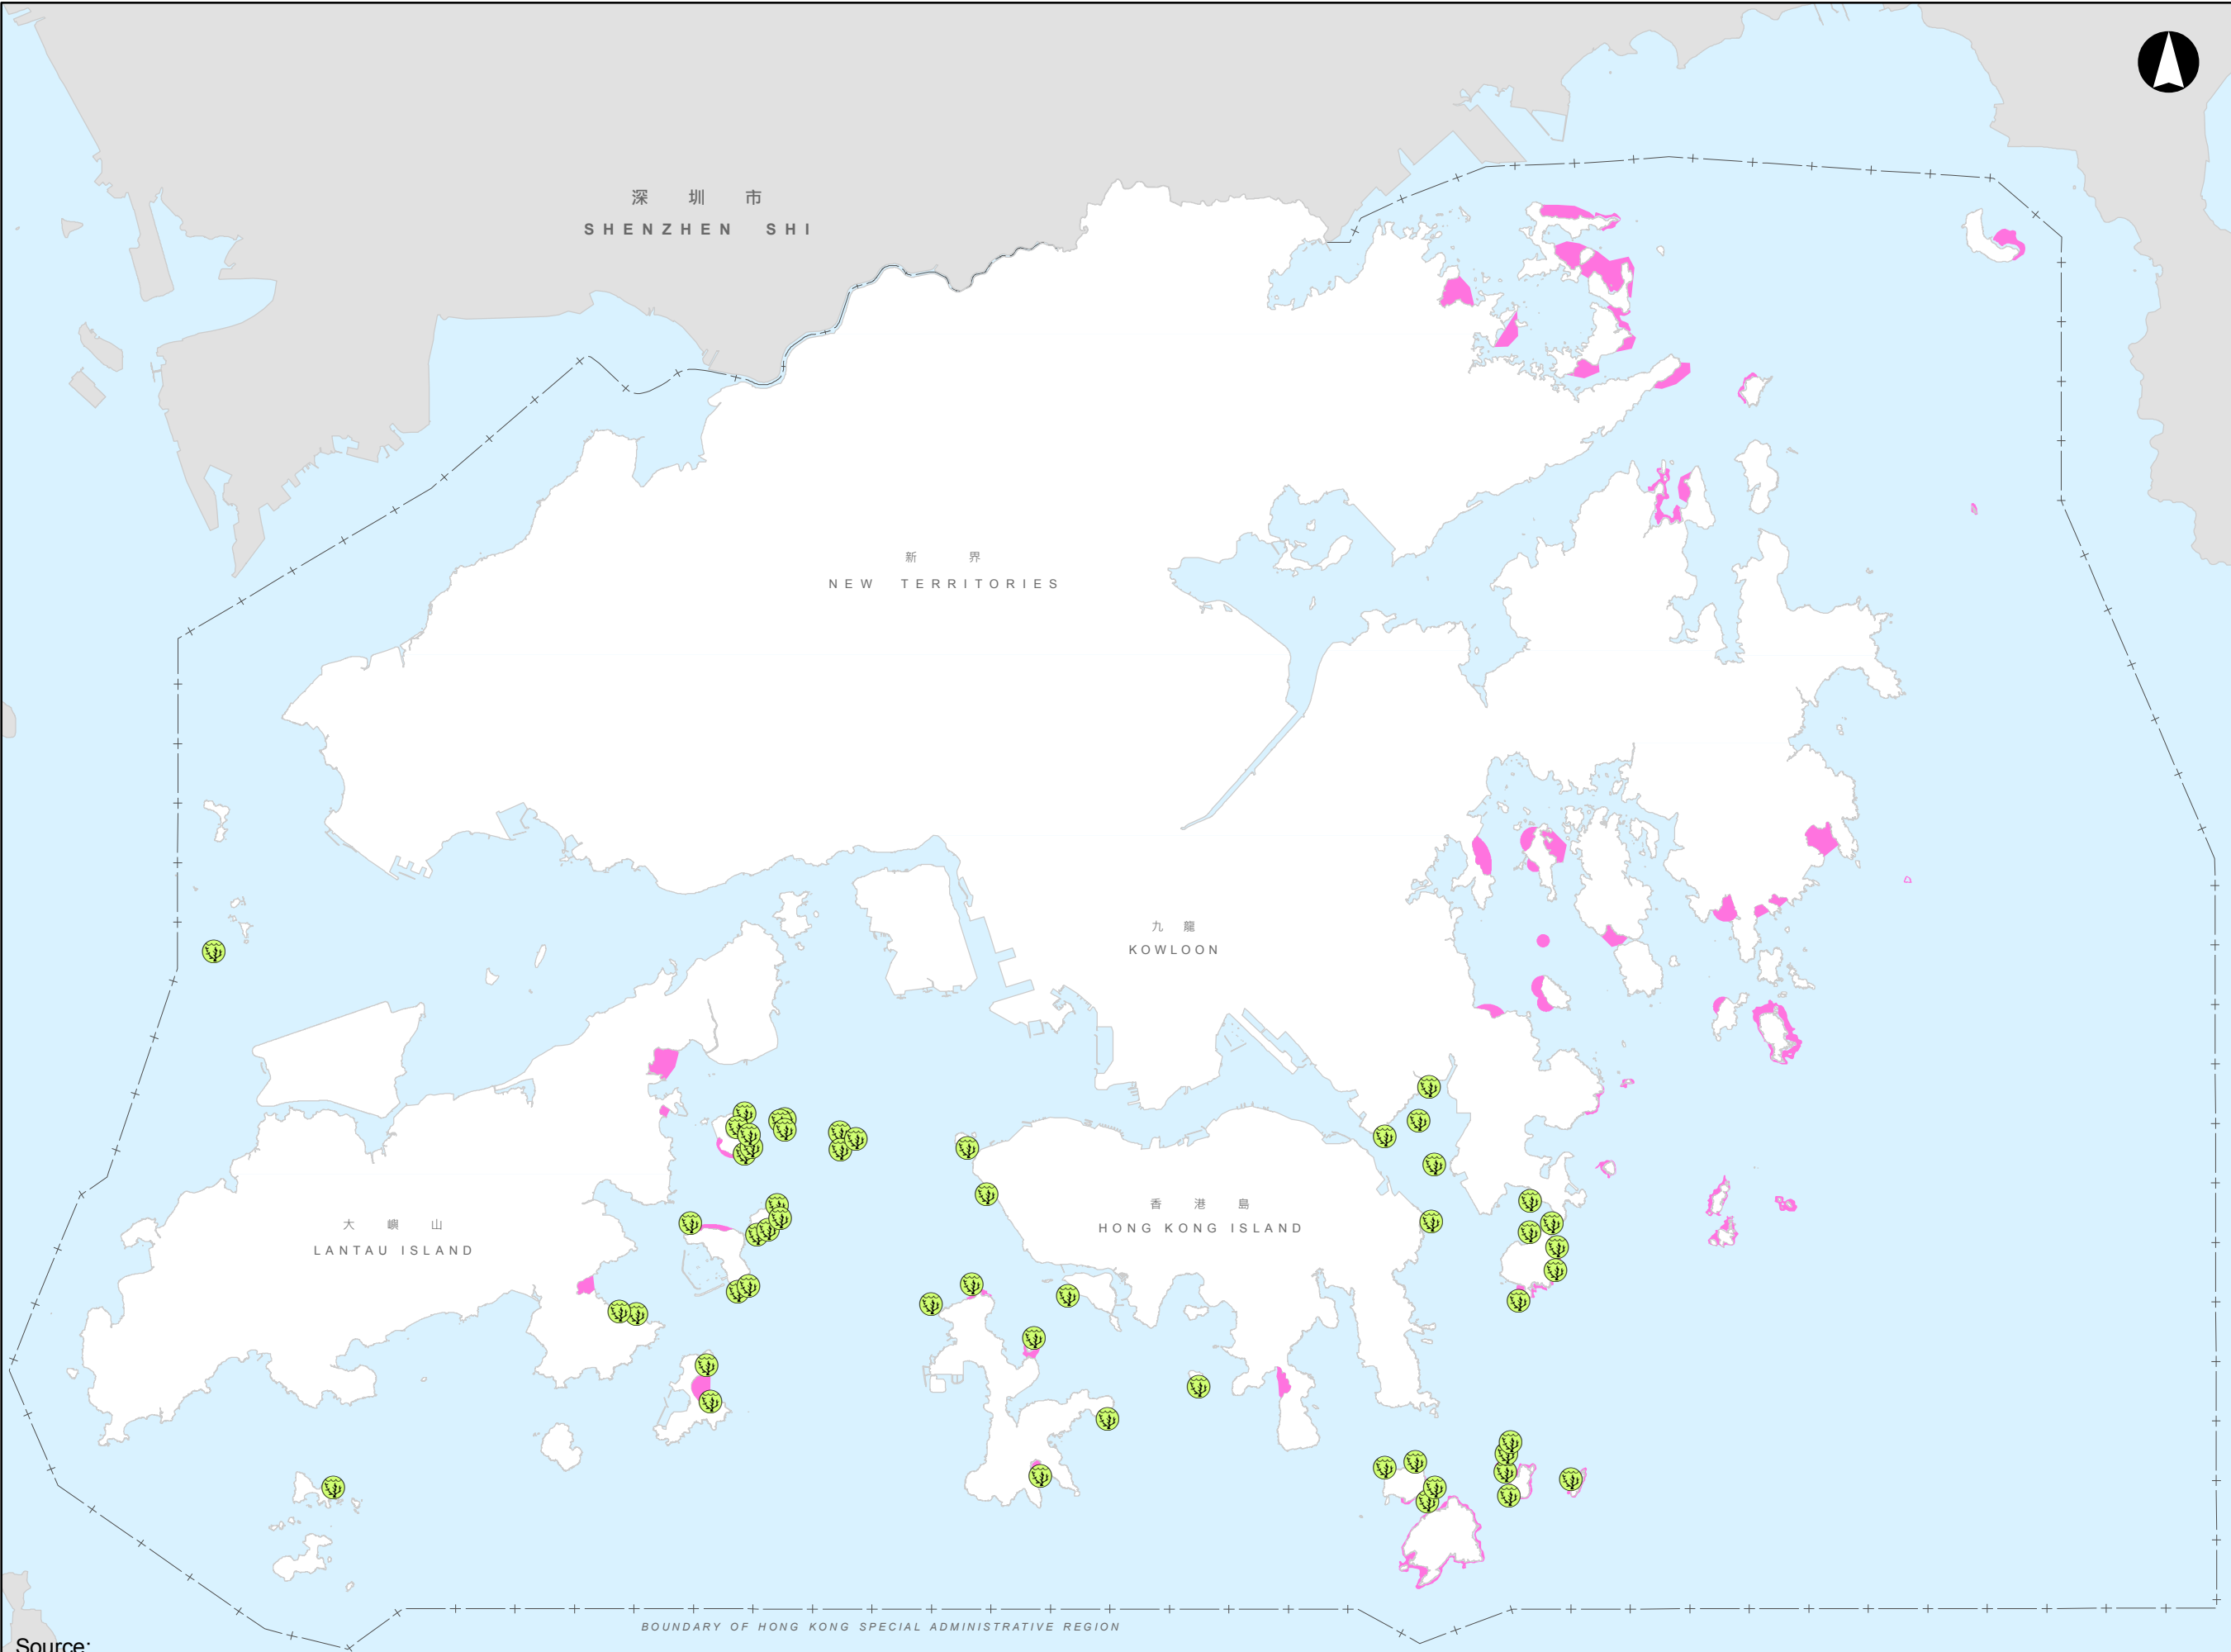 深 圳 市
SHENZHEN SHI
新 界
NEW TERRITORIES
九 龍
KOWLOON
香 港 島
HONG KONG ISLAND
大 嶼 山
LANTAU ISLAND
BOUNDARY OF HONG KONG SPECIAL ADMINISTRATIVE REGION
Source: